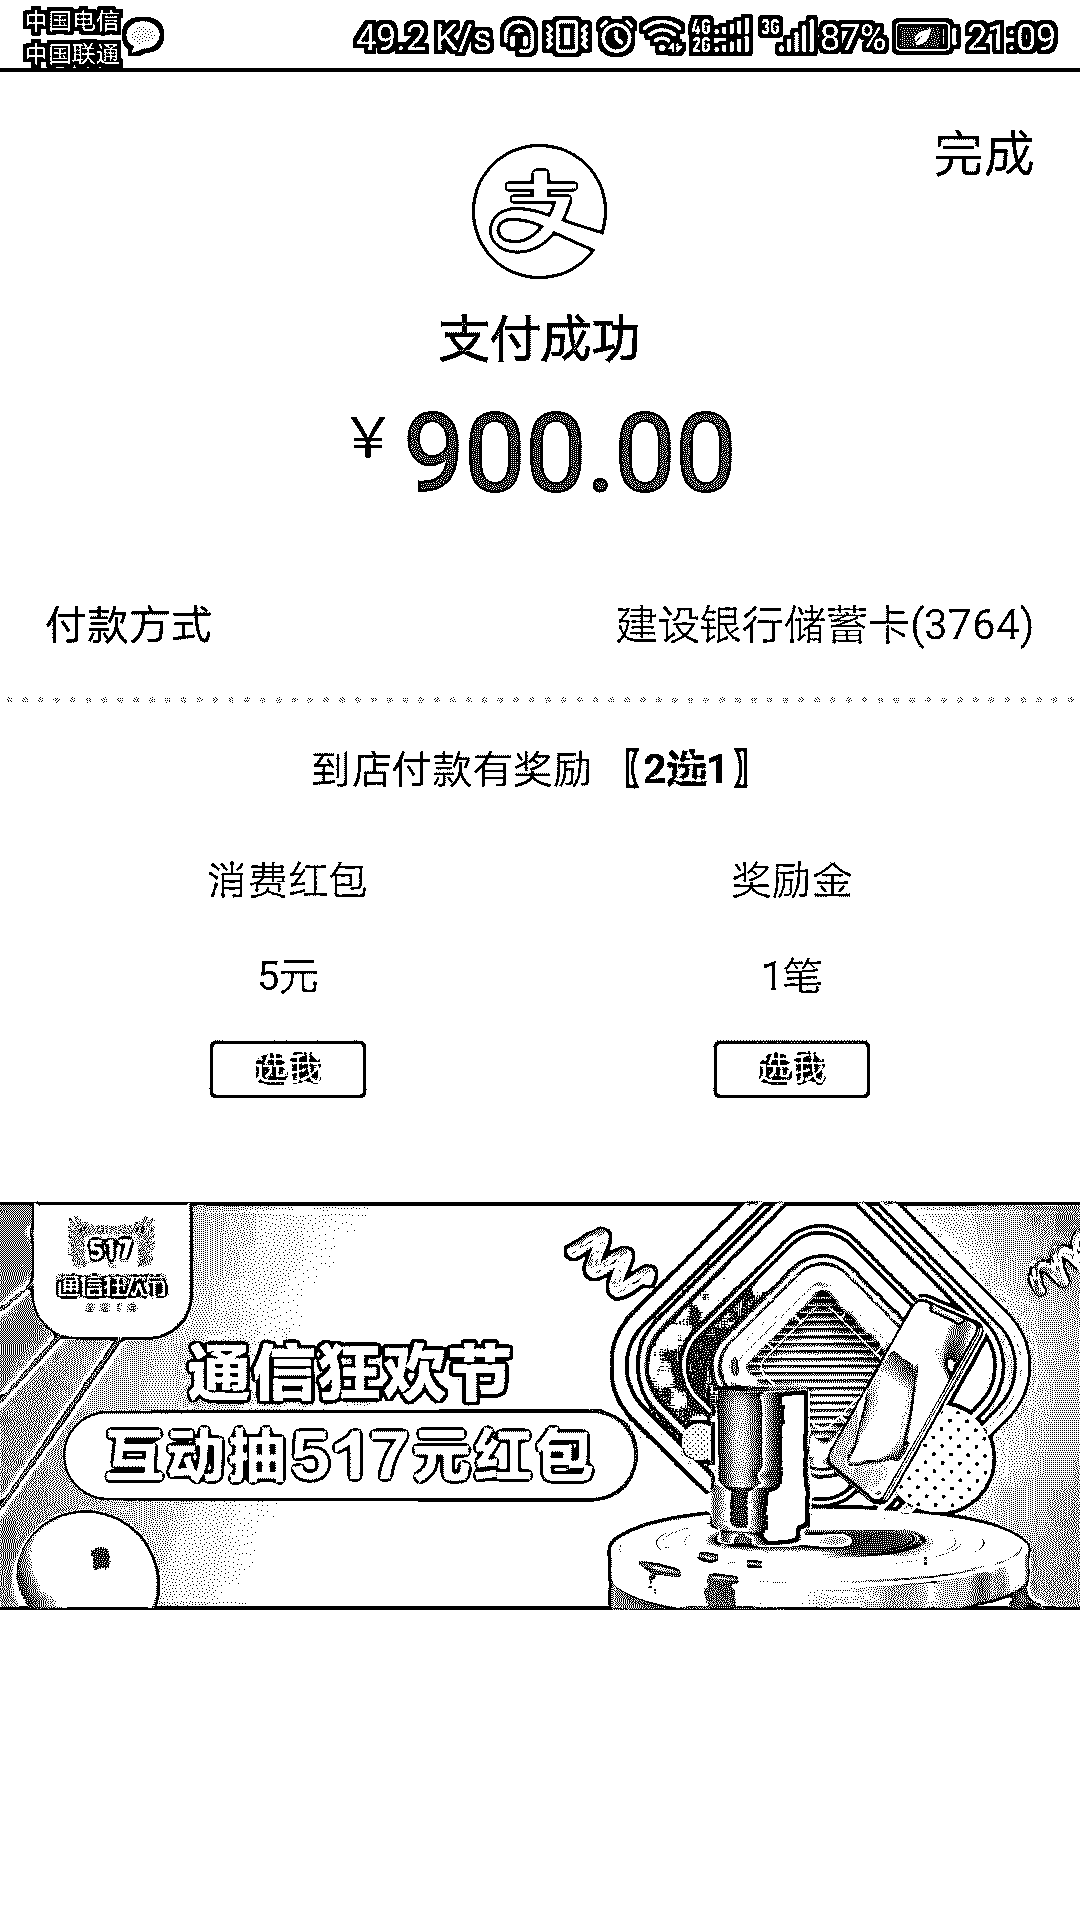 中国电信
中国联通
49.2 K/s 4G 2G 3G 87% 21:09
完成
支
支付成功
¥900.00
付款方式 建设银行储蓄卡(3764)
到店付款有奖励【2选1】
消费红包 奖励金
5元 1笔
选我 选我
517
通信狂欢节
通信狂欢节
互动抽517元红包